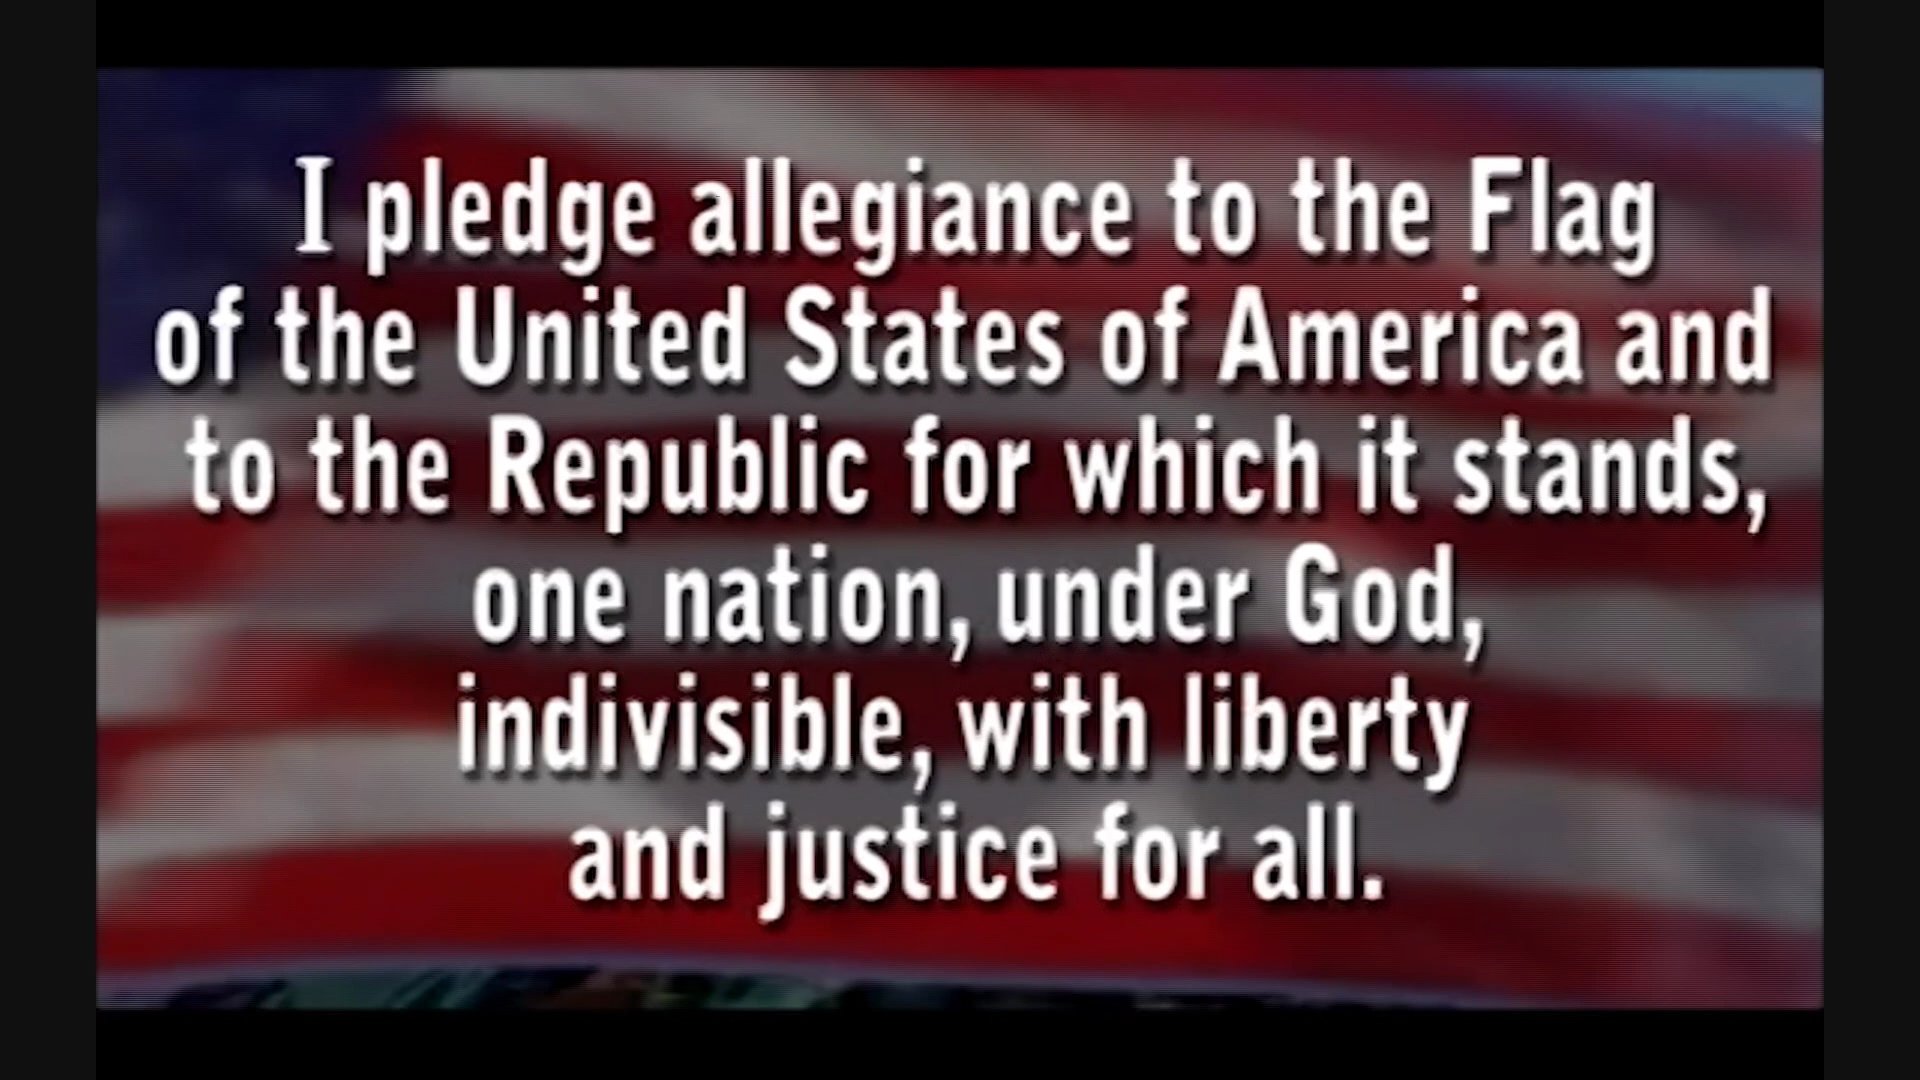 I pledge allegiance to the Flag
of the United States of America and
to the Republic for which it stands,
one nation, under God,
indivisible, with liberty
and justice for all.